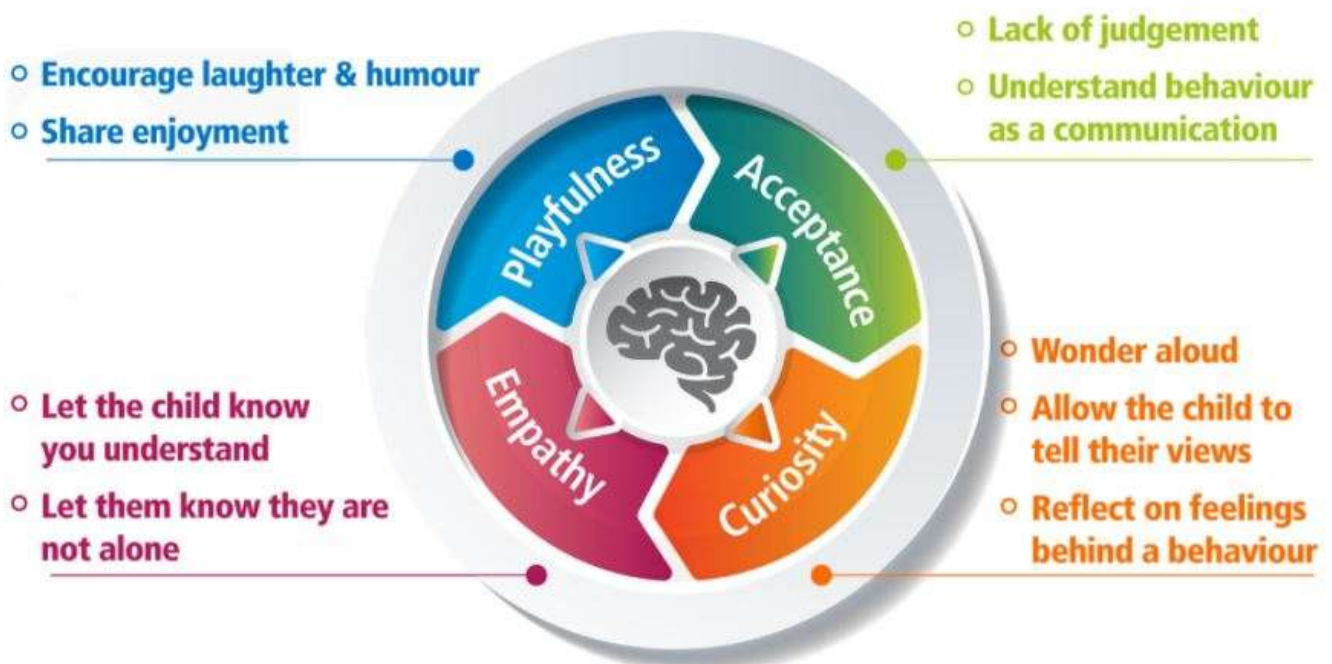 Encourage laughter & humour
Share enjoyment
Lack of judgement
Understand behaviour
as a communication
Playfulness
Acceptance
Empathy
Curiosity
Let the child know
you understand
Let them know they are
not alone
Wonder aloud
Allow the child to
tell their views
Reflect on feelings
behind a behaviour